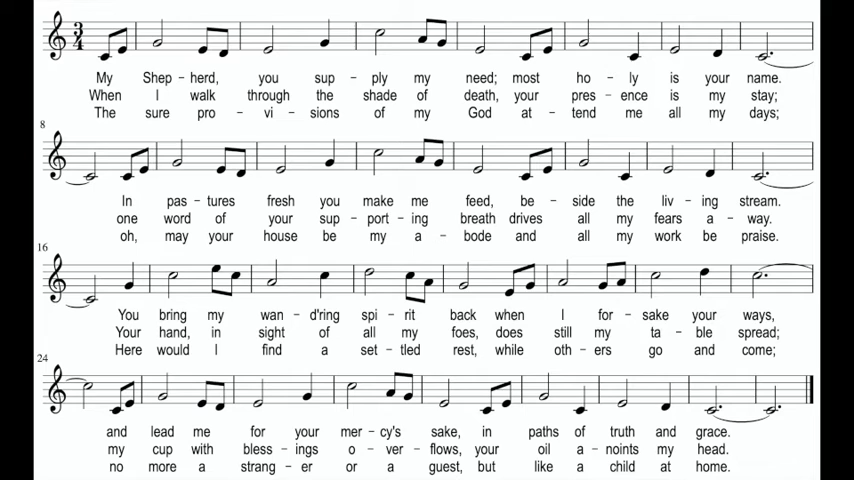 My Shep - herd, you sup - ply my need; most ho - ly is your name.
When I walk through the shade of death, your pres - ence is my stay;
The sure pro - vi - sions of my God at - tend me all my days;
8
In pas - tures fresh you make me feed, be - side the liv - ing stream.
one word of your sup - port - ing breath drives all my fears a - way.
oh, may your house be my a - bode and all my work be praise.
16
You bring my wan - d'ring spi - rit back when I for - sake your ways,
Your hand, in sight of all my foes, does still my ta - ble spread;
Here would I find a set - tled rest, while oth - ers go and come;
24
and lead me for your mer - cy's sake, in paths of truth and grace.
my cup with bless - ings o - ver - flows, your oil a - noints my head.
no more a strang - er or a guest, but like a child at home.